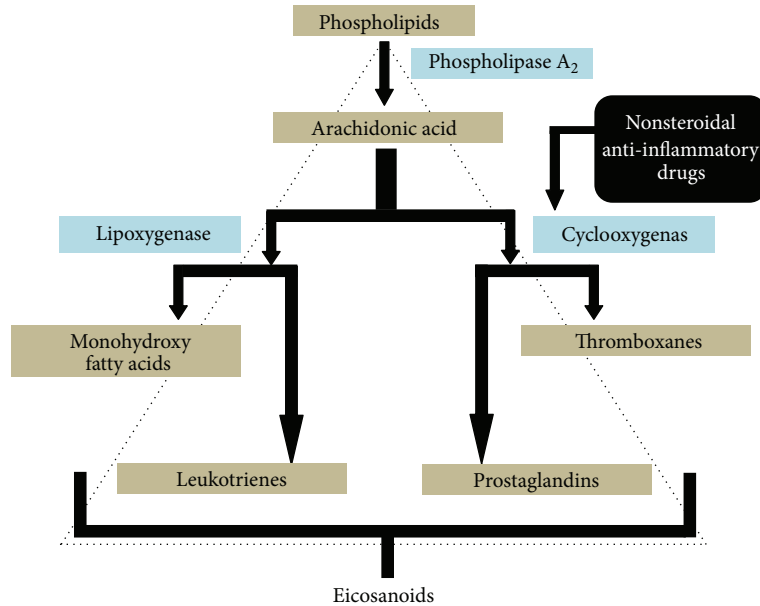 Phospholipids
Phospholipase A₂
Arachidonic acid
Nonsteroidal
anti-inflammatory
drugs
Lipoxygenase
Cyclooxygenas
Monohydroxy
fatty acids
Thromboxanes
Leukotrienes
Prostaglandins
Eicosanoids